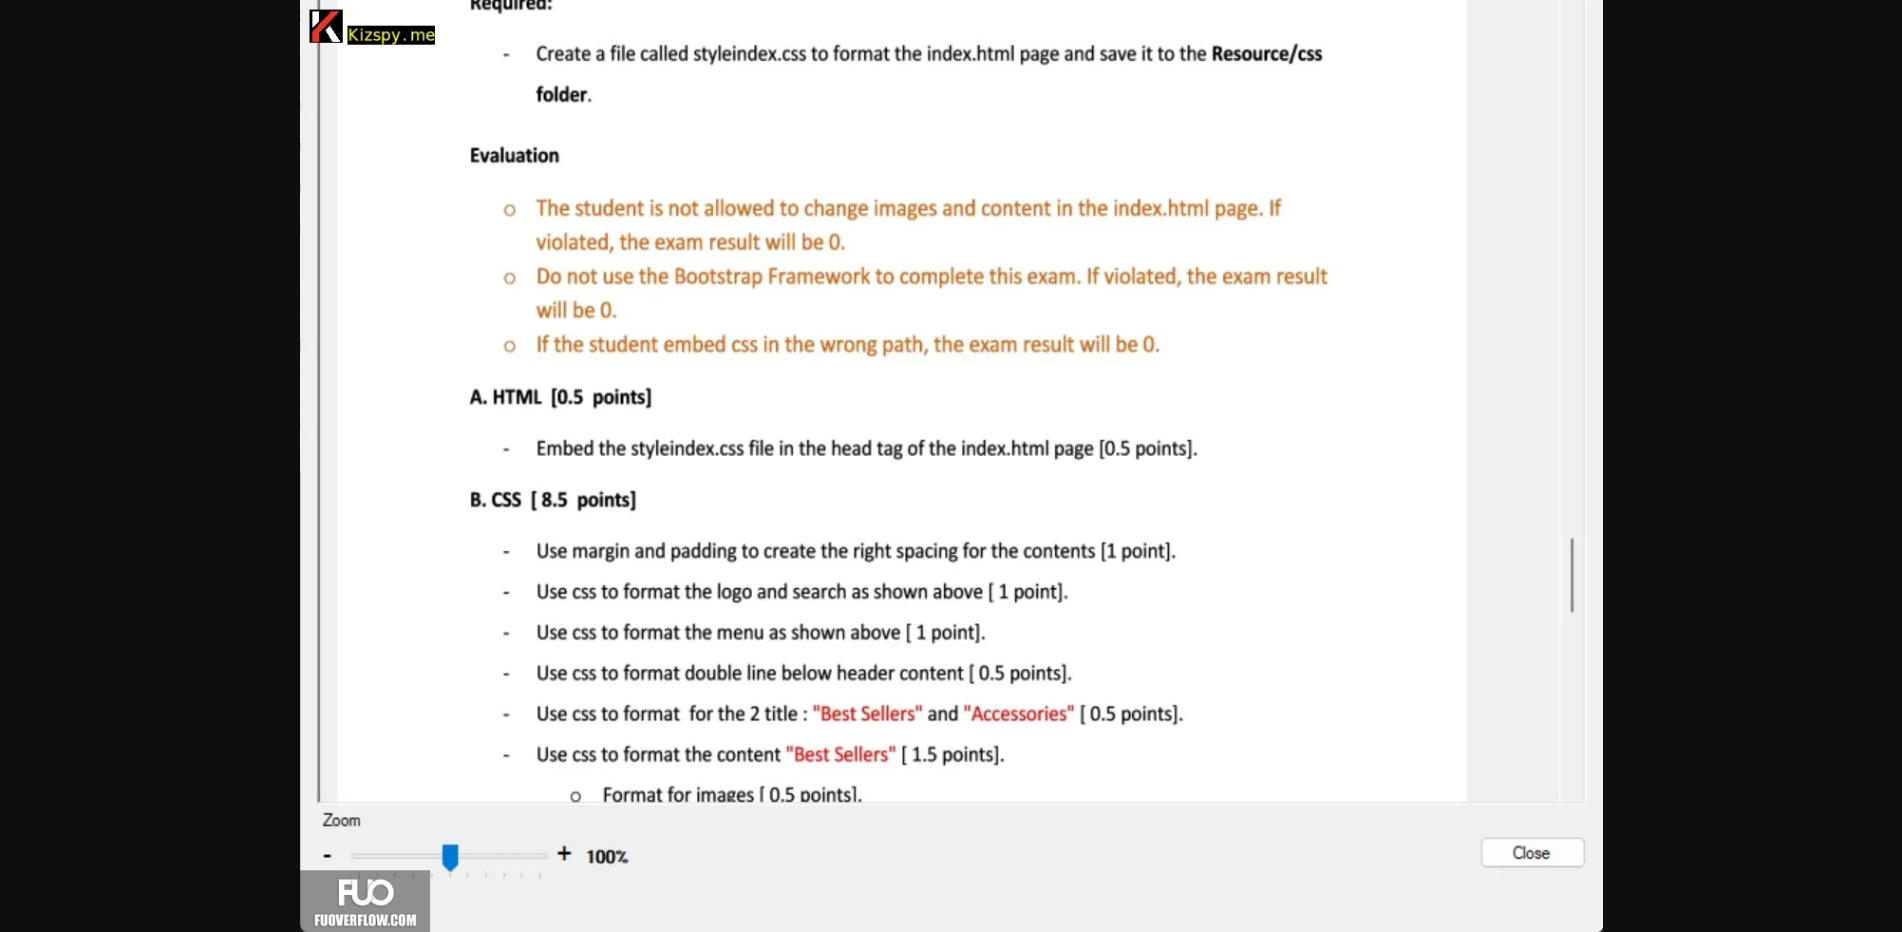 Required:
Kizspy.me
- Create a file called styleindex.css to format the index.html page and save it to the Resource/css
folder.
Evaluation
o The student is not allowed to change images and content in the index.html page. If
violated, the exam result will be 0.
o Do not use the Bootstrap Framework to complete this exam. If violated, the exam result
will be 0.
o If the student embed css in the wrong path, the exam result will be 0.
A. HTML [0.5 points]
- Embed the styleindex.css file in the head tag of the index.html page [0.5 points].
B. CSS [ 8.5 points]
- Use margin and padding to create the right spacing for the contents [1 point].
- Use css to format the logo and search as shown above [ 1 point].
- Use css to format the menu as shown above [ 1 point].
- Use css to format double line below header content [ 0.5 points].
- Use css to format for the 2 title : "Best Sellers" and "Accessories" [ 0.5 points].
- Use css to format the content "Best Sellers" [ 1.5 points].
o Format for images [ 0.5 points].
Zoom
- + 100%
Close
FUO
FUOVERFLOW.COM